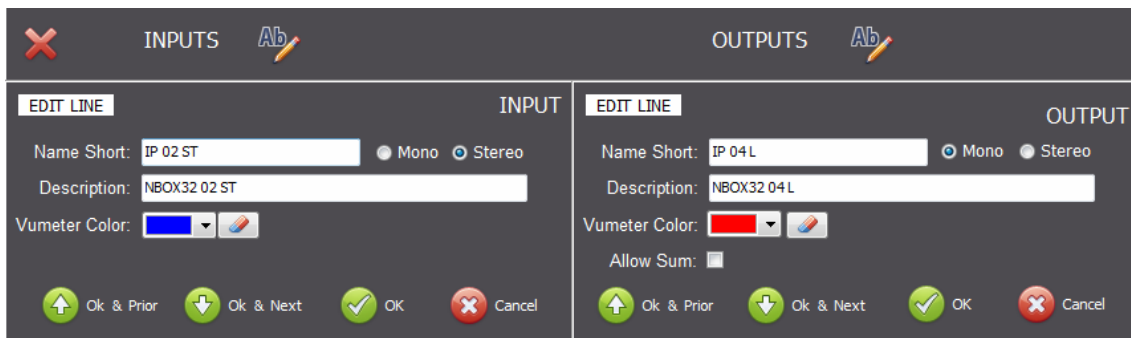 INPUTS Ab
OUTPUTS Ab
EDIT LINE
INPUT
Name Short: IP 02 ST Mono Stereo
Description: NBOX32 02 ST
Vumeter Color:
Ok & Prior Ok & Next OK Cancel
EDIT LINE
OUTPUT
Name Short: IP 04 L Mono Stereo
Description: NBOX32 04 L
Vumeter Color:
Allow Sum:
Ok & Prior Ok & Next OK Cancel